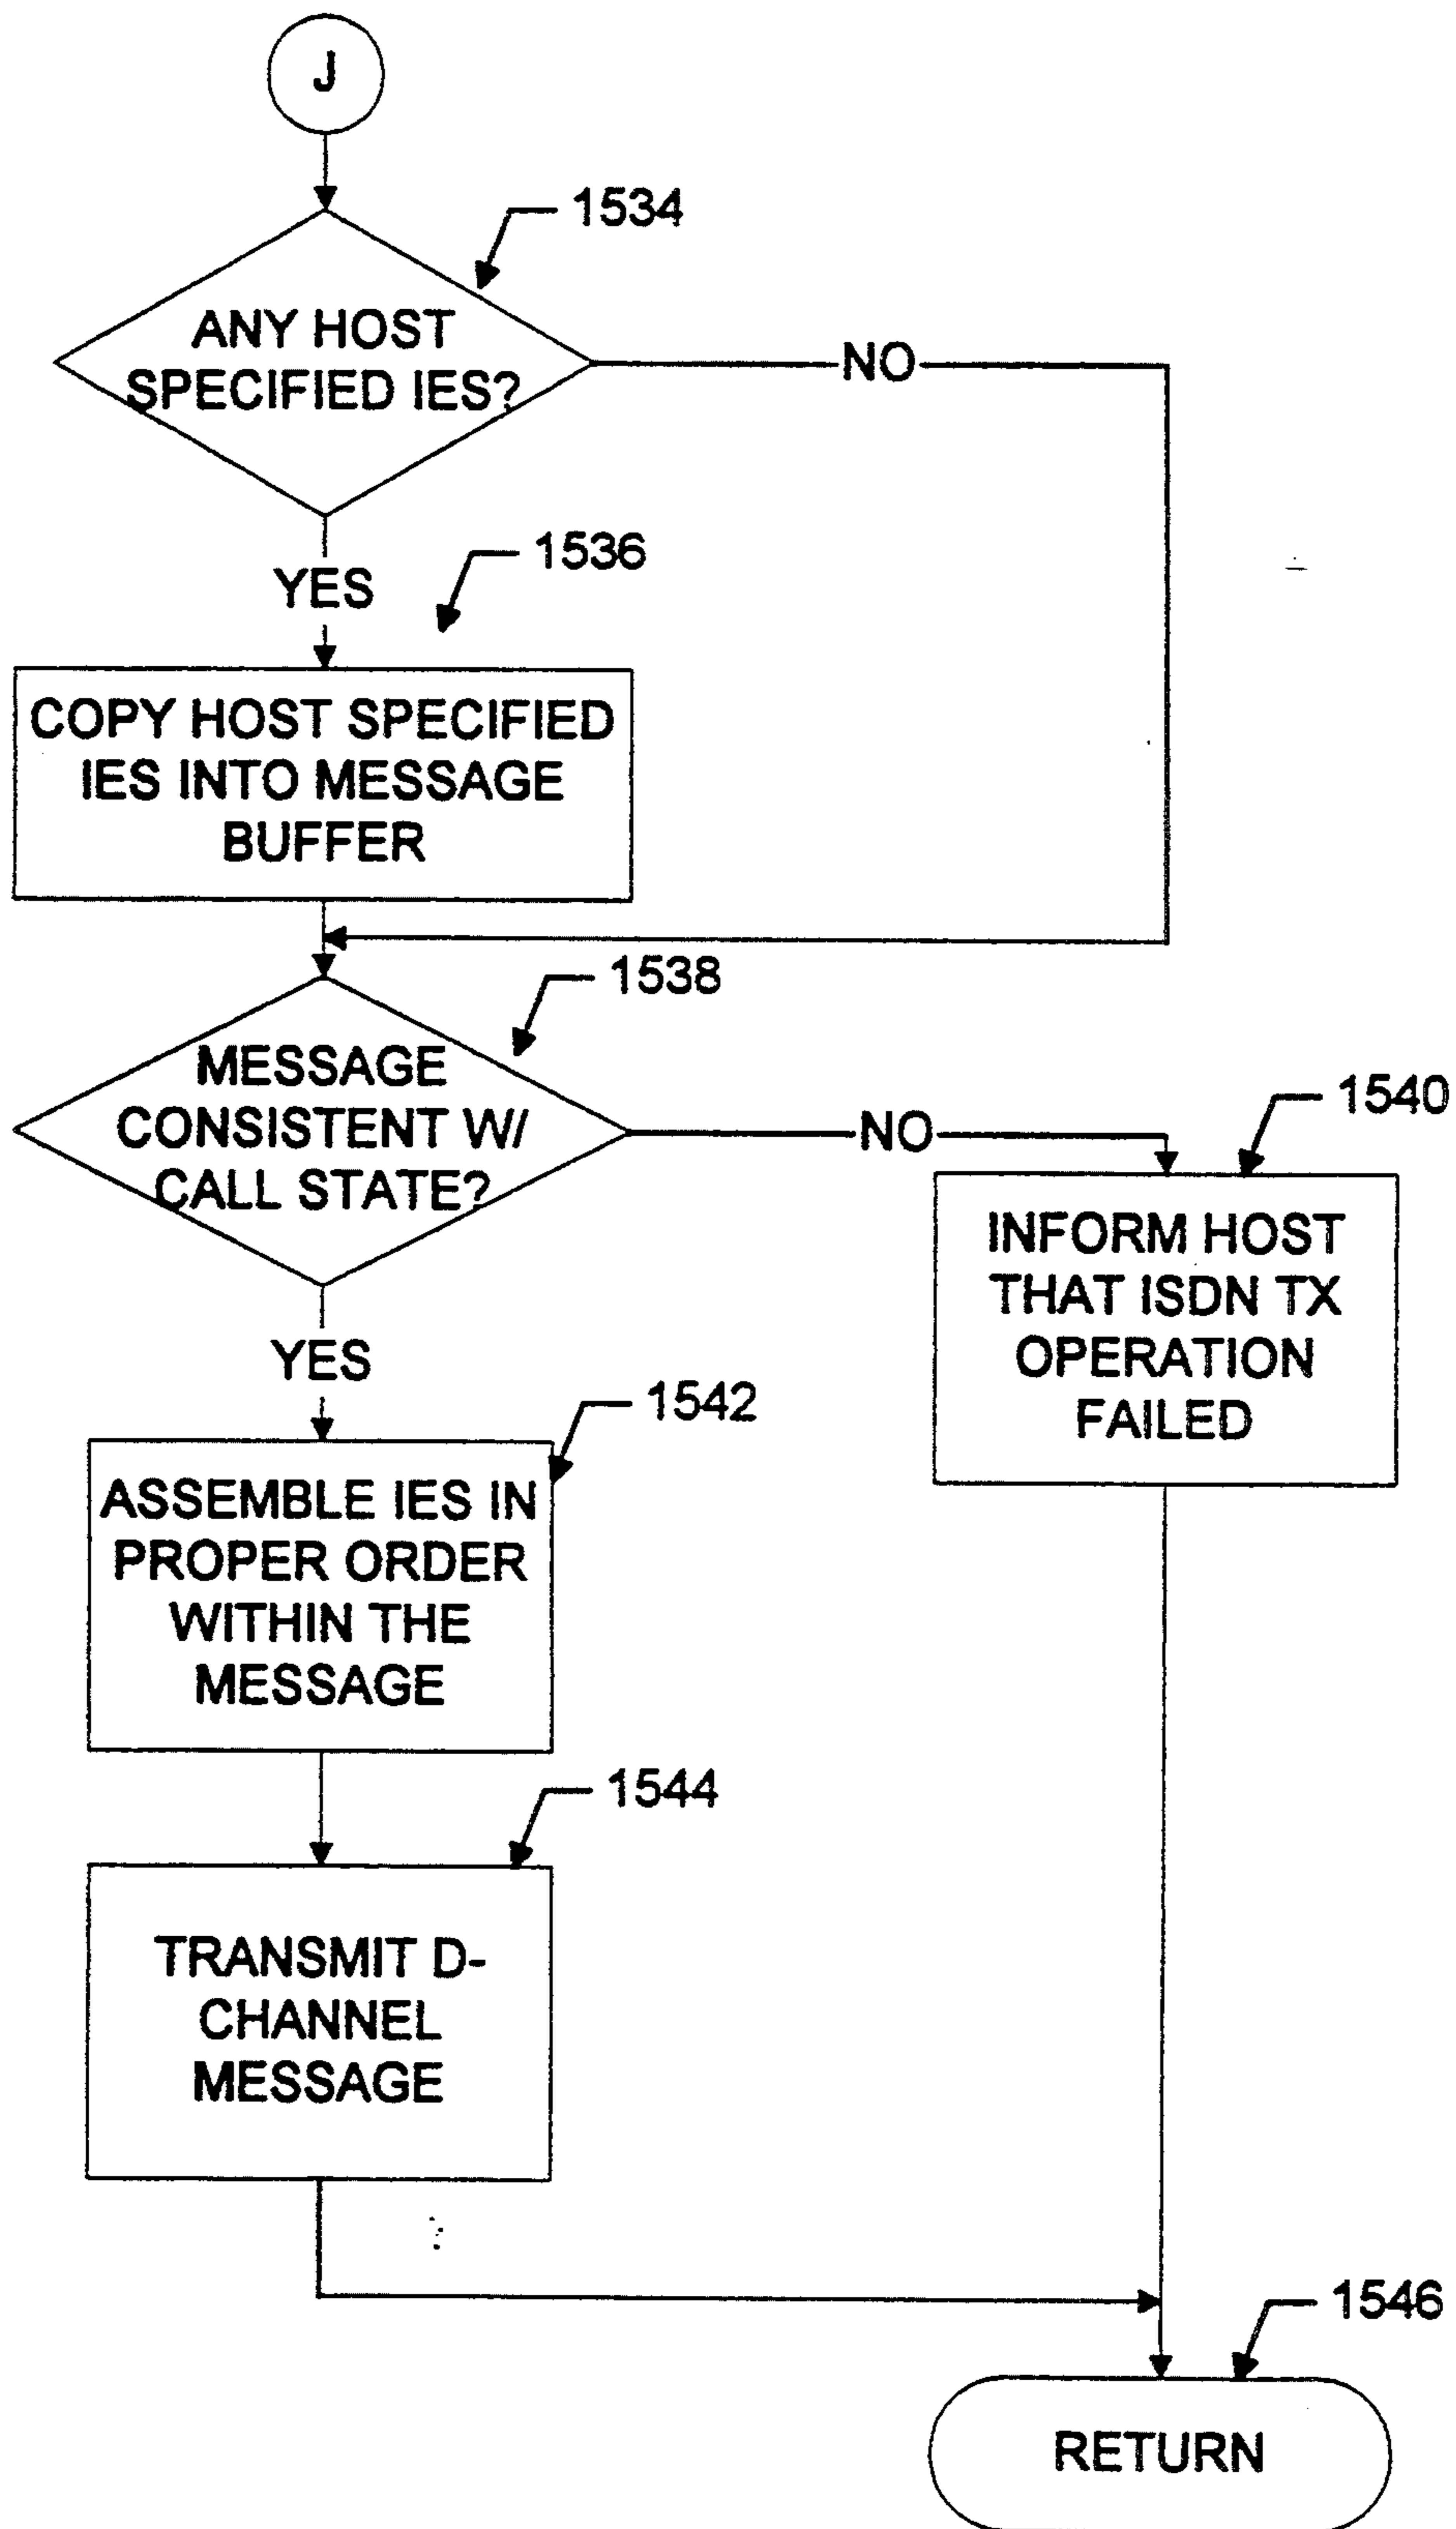 J
1534
ANY HOST
SPECIFIED IES?
NO
1536
YES
COPY HOST SPECIFIED
IES INTO MESSAGE
BUFFER
1538
MESSAGE
CONSISTENT W/
CALL STATE?
NO
1540
INFORM HOST
THAT ISDN TX
OPERATION
FAILED
YES
1542
ASSEMBLE IES IN
PROPER ORDER
WITHIN THE
MESSAGE
1544
TRANSMIT D-
CHANNEL
MESSAGE
1546
RETURN